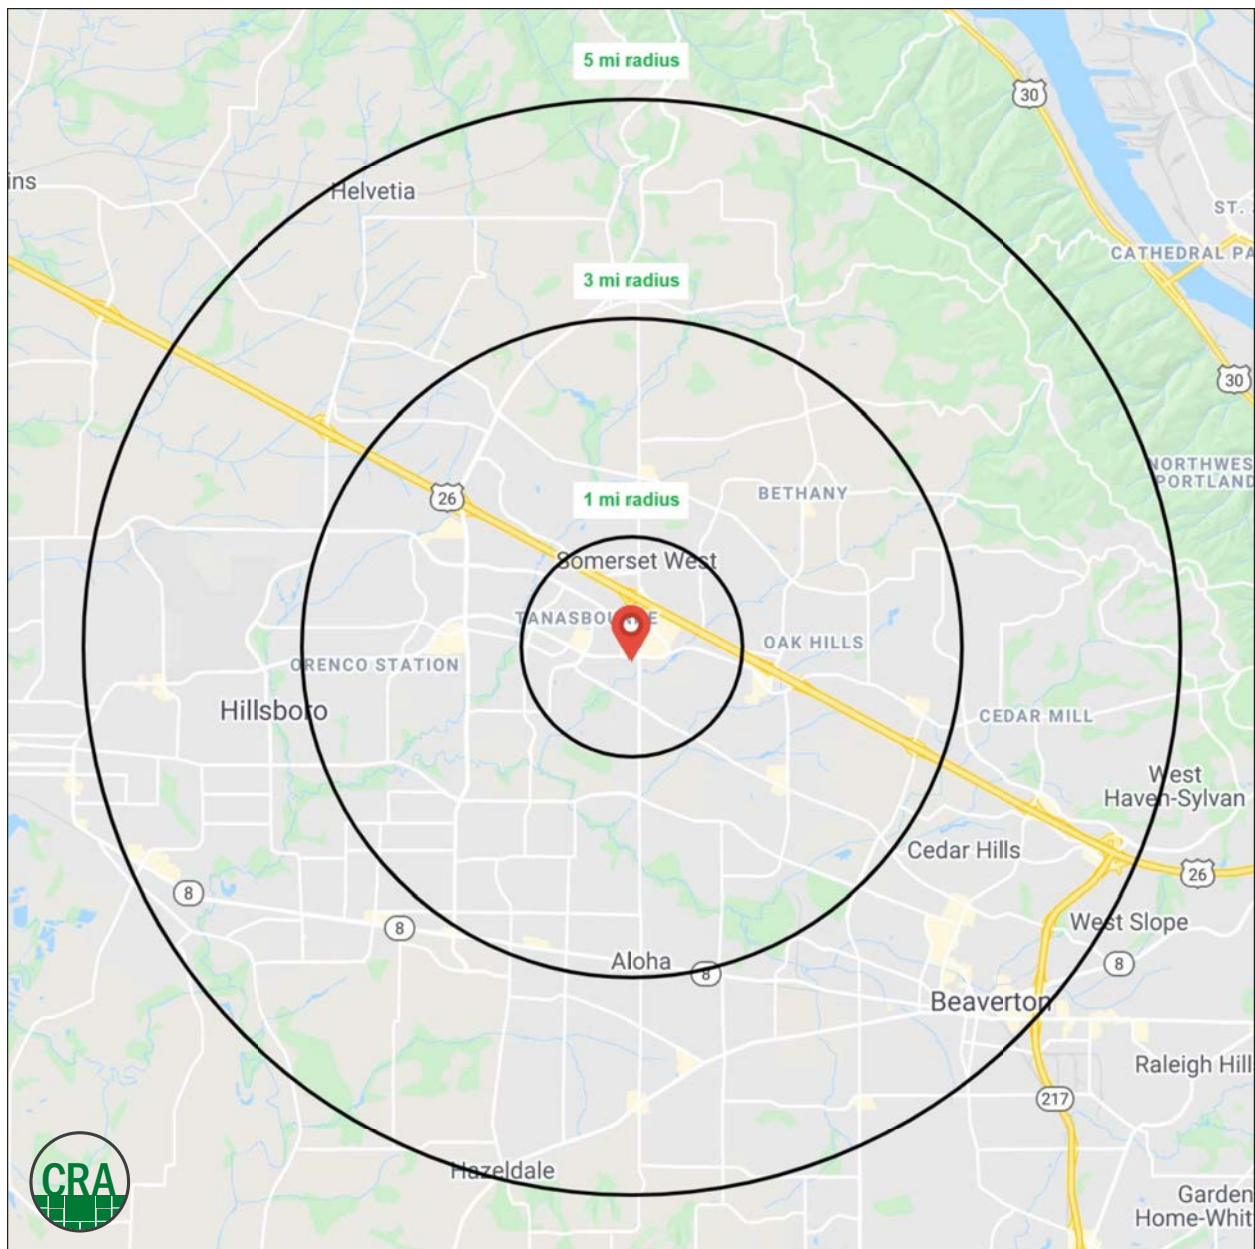 5 mi radius
30
Helvetia
ins
ST.
CATHEDRAL PA
3 mi radius
30
NORTHWES
PORTLAND
26
1 mi radius
BETHANY
Somerset West
TANASBOURNE
OAK HILLS
ORENCO STATION
Hillsboro
CEDAR MILL
West
Haven-Sylvan
Cedar Hills
26
8
8
West Slope
8
Aloha
8
Beaverton
Raleigh Hill
217
Hazeldale
CRA
Garden
Home-Whit